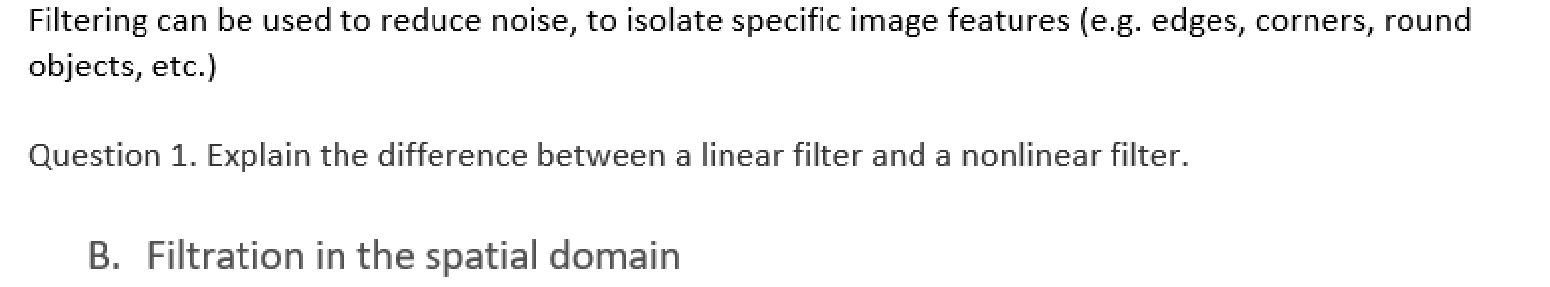 Filtering can be used to reduce noise, to isolate specific image features (e.g. edges, corners, round
objects, etc.)
Question 1. Explain the difference between a linear filter and a nonlinear filter.
B. Filtration in the spatial domain